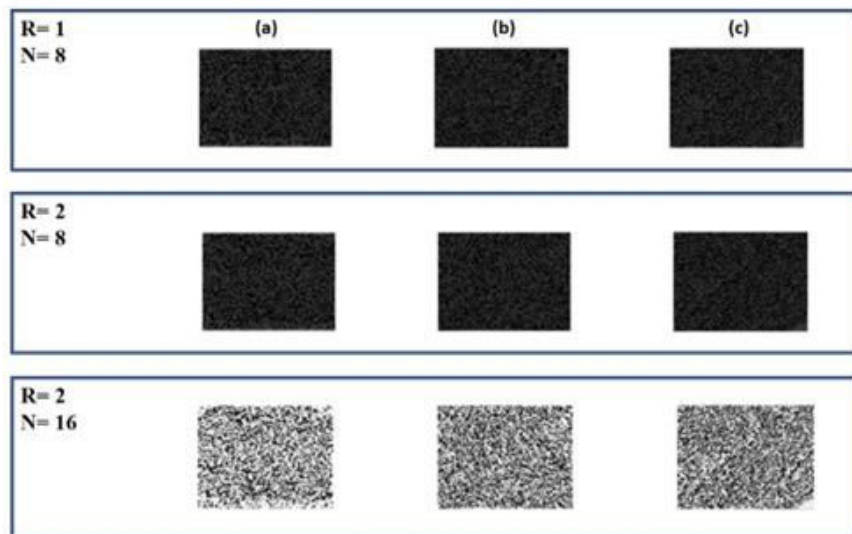 R= 1
(a) (b) (c)
N= 8
R= 2
N= 8
R= 2
N= 16